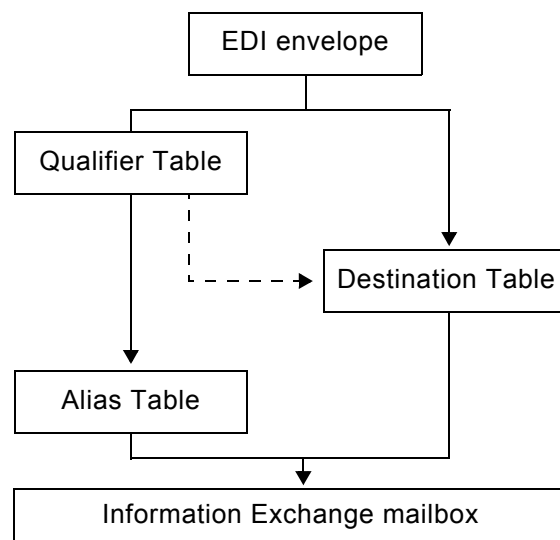 EDI envelope
Qualifier Table
Destination Table
Alias Table
Information Exchange mailbox